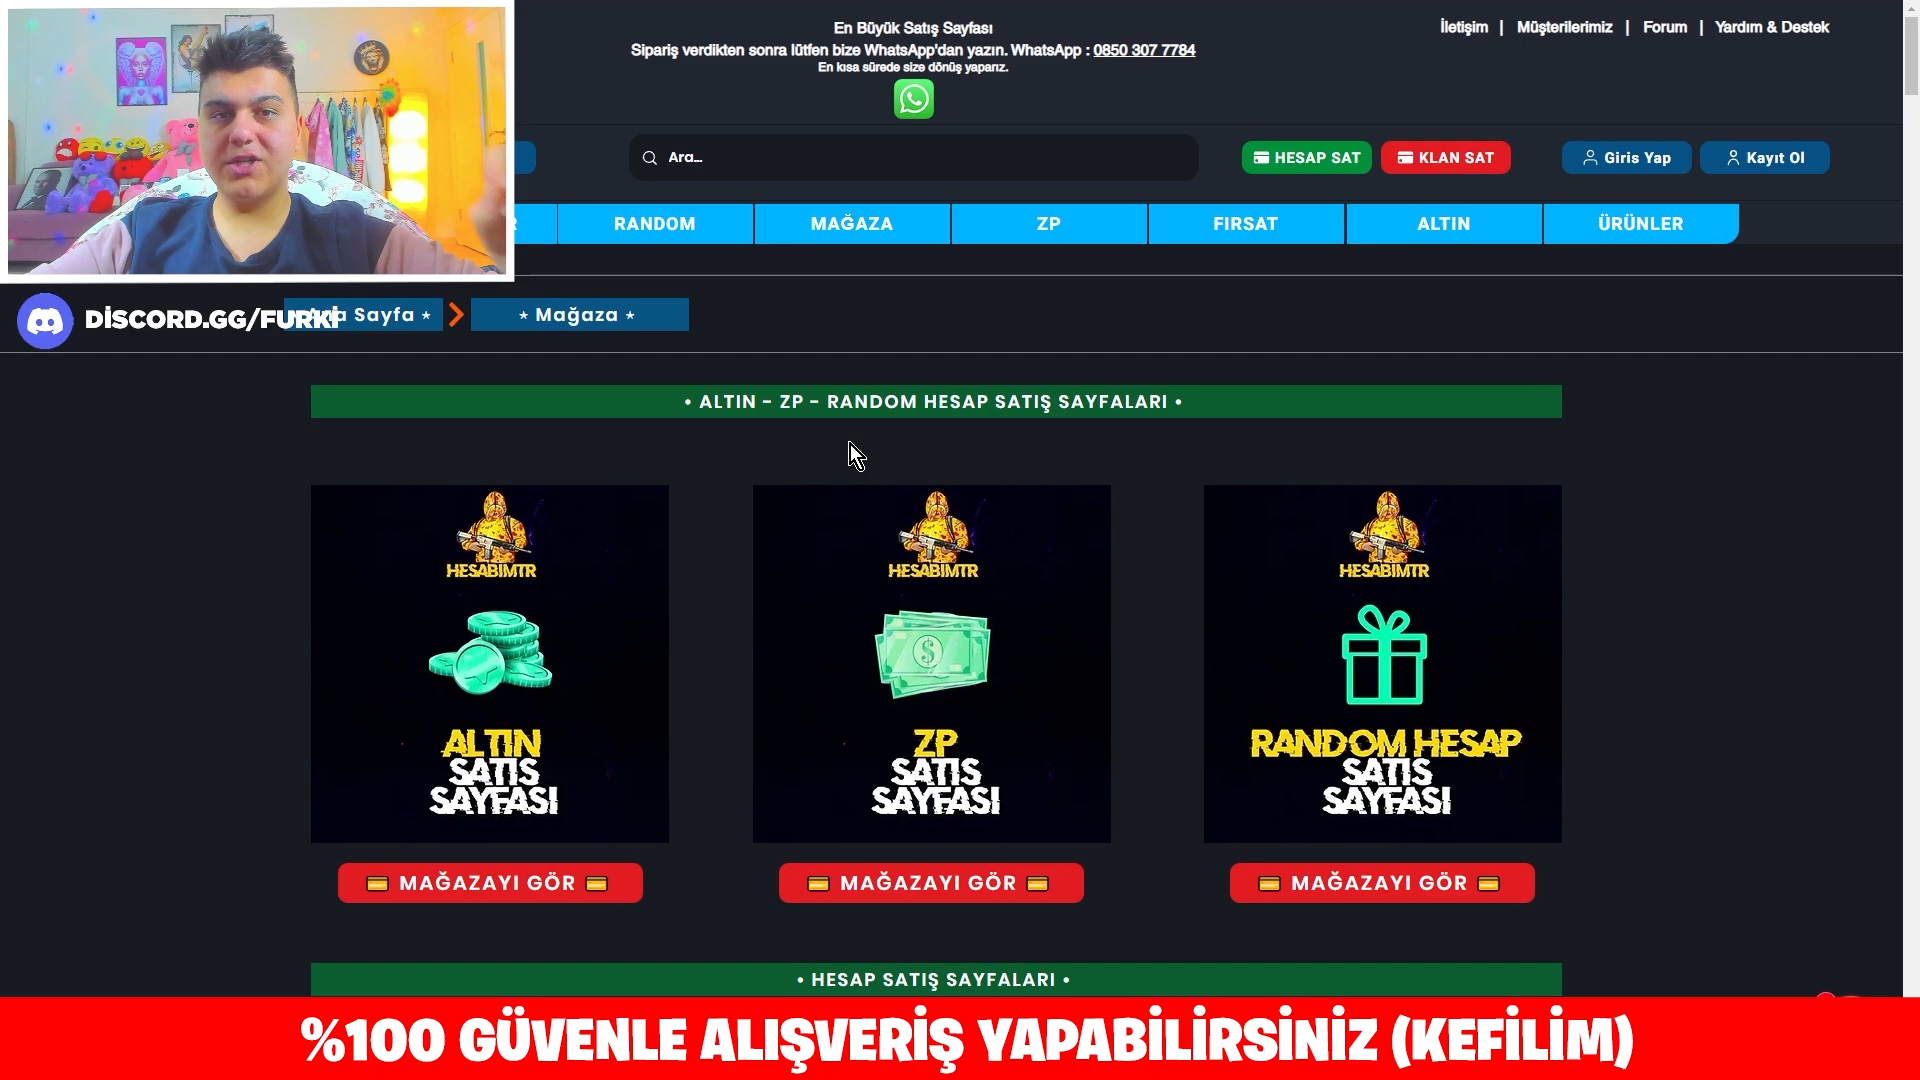 En Büyük Satış Sayfası
Sipariş verdikten sonra lütfen bize WhatsApp'dan yazın. WhatsApp : 0850 307 7784
En kısa sürede size dönüş yaparız.
İletişim | Müşterilerimiz | Forum | Yardım & Destek
Ara...
HESAP SAT
KLAN SAT
Giris Yap
Kayıt Ol
RANDOM
MAĞAZA
ZP
FIRSAT
ALTIN
ÜRÜNLER
DİSCORD.GG/FURKİ
Sayfa ⋆
⋆ Mağaza ⋆
• ALTIN - ZP - RANDOM HESAP SATIŞ SAYFALARI •
HESABIMTR
ALTIN
SATIS
SAYFASI
MAĞAZAYI GÖR
HESABIMTR
ZP
SATIS
SAYFASI
MAĞAZAYI GÖR
HESABIMTR
RANDOM HESAP
SATIS
SAYFASI
MAĞAZAYI GÖR
• HESAP SATIŞ SAYFALARI •
%100 GÜVENLE ALIŞVERİŞ YAPABİLİRSİNİZ (KEFİLİM)